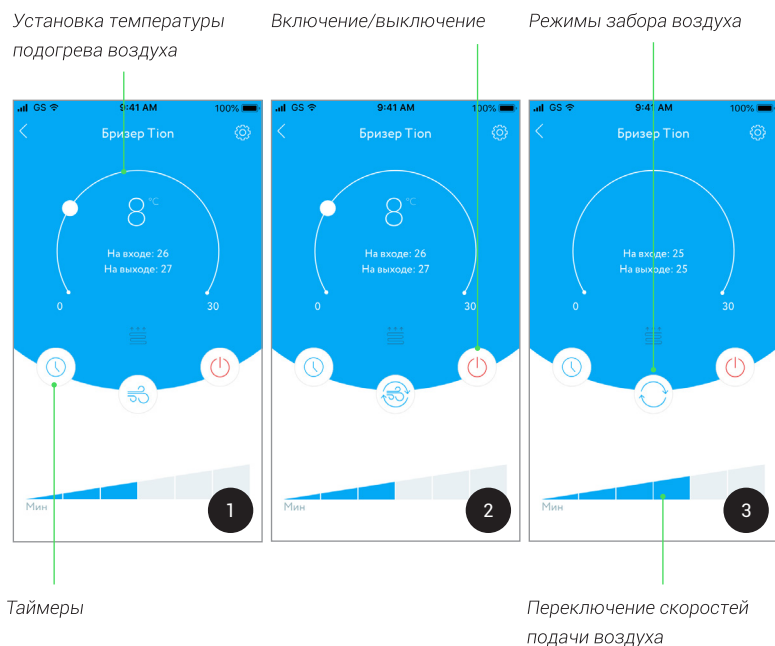 Установка температуры
подогрева воздуха
Включение/выключение
Режимы забора воздуха
GS 9:41 AM 100%
Бризер Tion
8 °C
На входе: 26
На выходе: 27
0 30
Мин
1
GS 9:41 AM 100%
Бризер Tion
8 °C
На входе: 26
На выходе: 27
0 30
Мин
2
GS 9:41 AM 100%
Бризер Tion
На входе: 25
На выходе: 25
0 30
Мин
3
Таймеры
Переключение скоростей
подачи воздуха